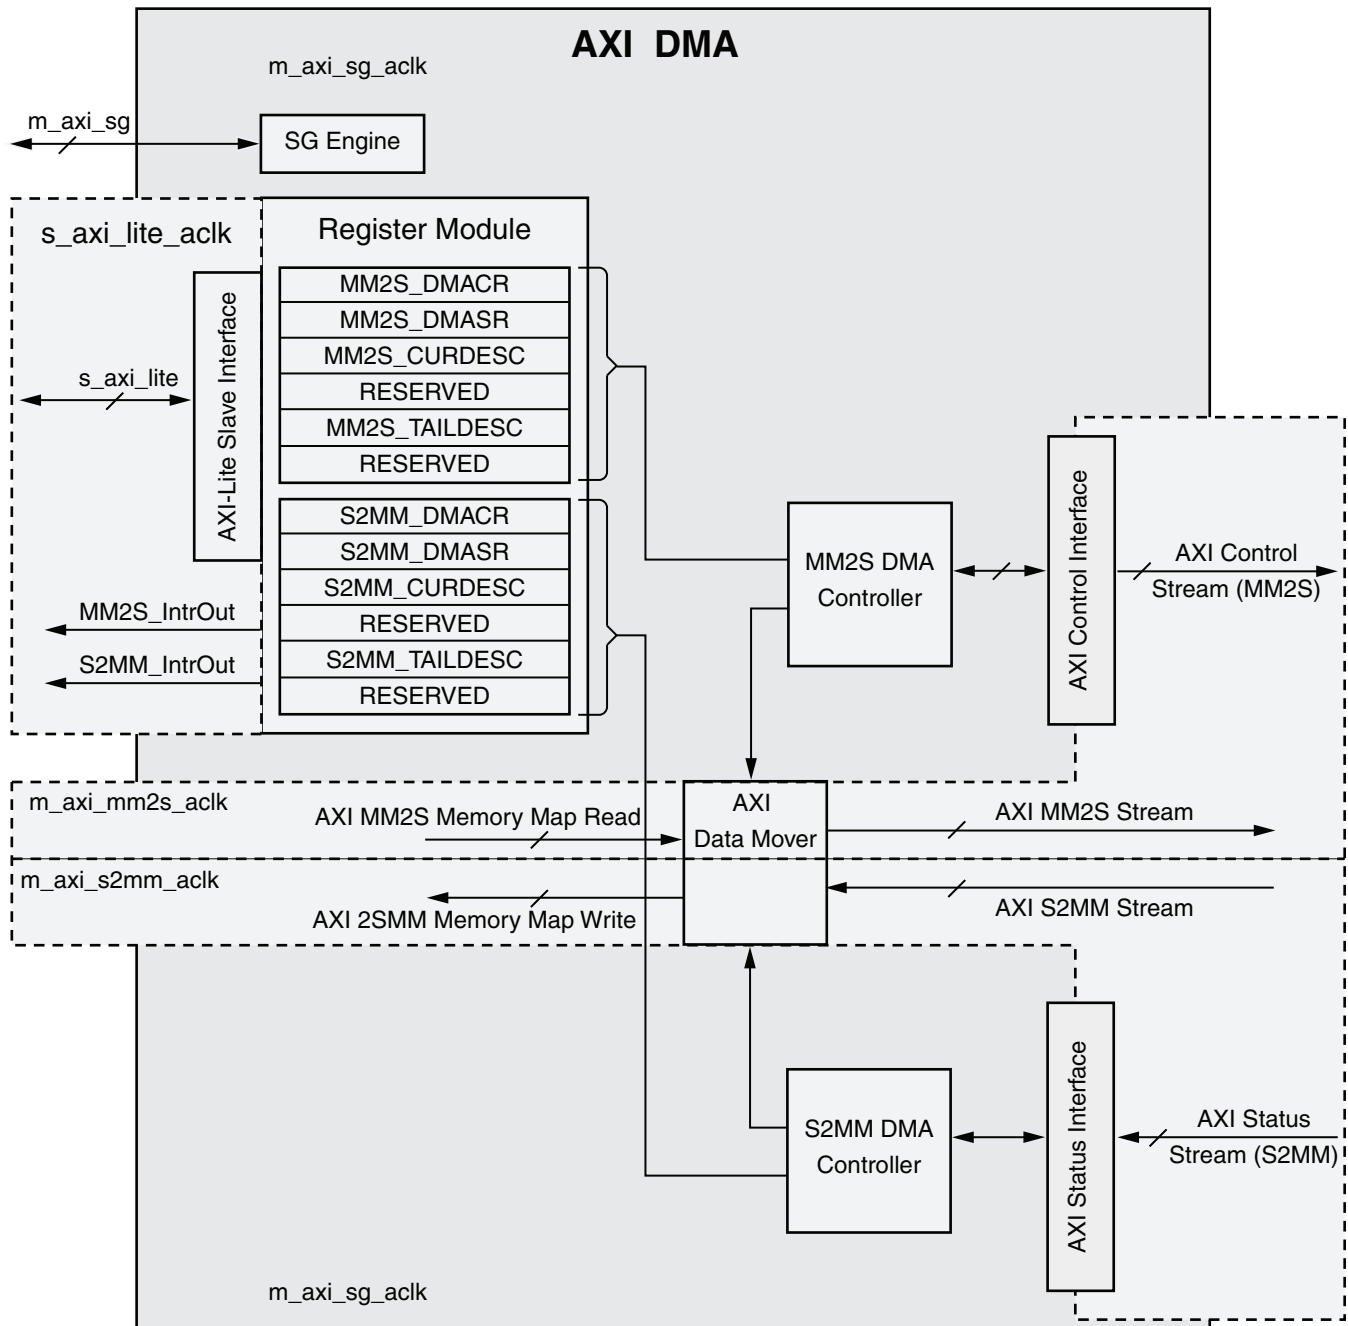 AXI DMA
m_axi_sg_aclk
m_axi_sg
SG Engine
s_axi_lite_aclk
Register Module
AXI-Lite Slave Interface
s_axi_lite
MM2S_DMACR
MM2S_DMASR
MM2S_CURDESC
RESERVED
MM2S_TAILDESC
RESERVED
S2MM_DMACR
S2MM_DMASR
S2MM_CURDESC
RESERVED
S2MM_TAILDESC
RESERVED
MM2S_IntrOut
S2MM_IntrOut
MM2S DMA
Controller
AXI Control Interface
AXI Control
Stream (MM2S)
m_axi_mm2s_aclk
AXI MM2S Memory Map Read
AXI
Data Mover
AXI MM2S Stream
m_axi_s2mm_aclk
AXI 2SMM Memory Map Write
AXI S2MM Stream
S2MM DMA
Controller
AXI Status Interface
AXI Status
Stream (S2MM)
m_axi_sg_aclk